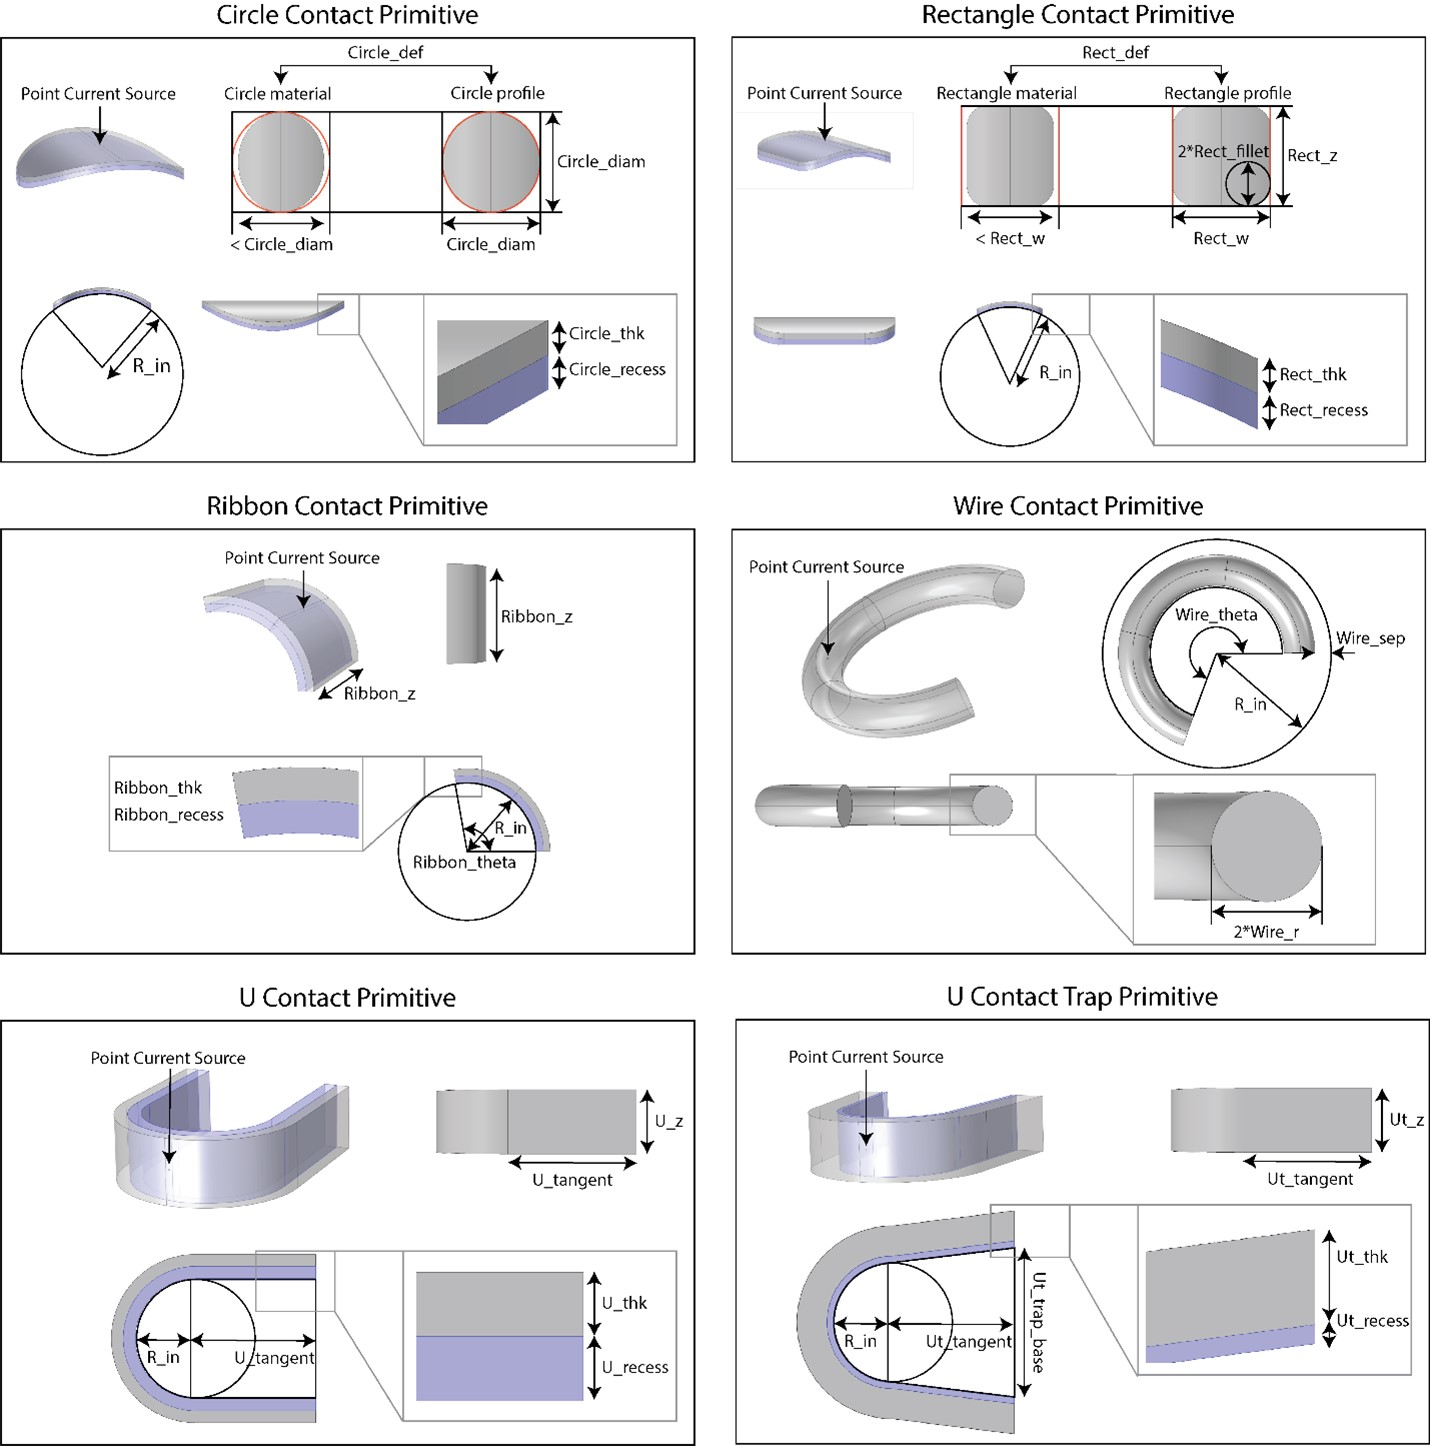 Circle Contact Primitive
Circle_def
Point Current Source
Circle material
Circle profile
Circle_diam
< Circle_diam
Circle_diam
R_in
Circle_thk
Circle_recess
Rectangle Contact Primitive
Rect_def
Point Current Source
Rectangle material
Rectangle profile
2*Rect_fillet
Rect_z
< Rect_w
Rect_w
R_in
Rect_thk
Rect_recess
Ribbon Contact Primitive
Point Current Source
Ribbon_z
Ribbon_z
Ribbon_thk
Ribbon_recess
R_in
Ribbon_theta
Wire Contact Primitive
Point Current Source
Wire_theta
Wire_sep
R_in
2*Wire_r
U Contact Primitive
Point Current Source
U_z
U_tangent
R_in
U_tangent
U_thk
U_recess
U Contact Trap Primitive
Point Current Source
Ut_z
Ut_tangent
R_in
Ut_tangent
Ut_trap_base
Ut_thk
Ut_recess